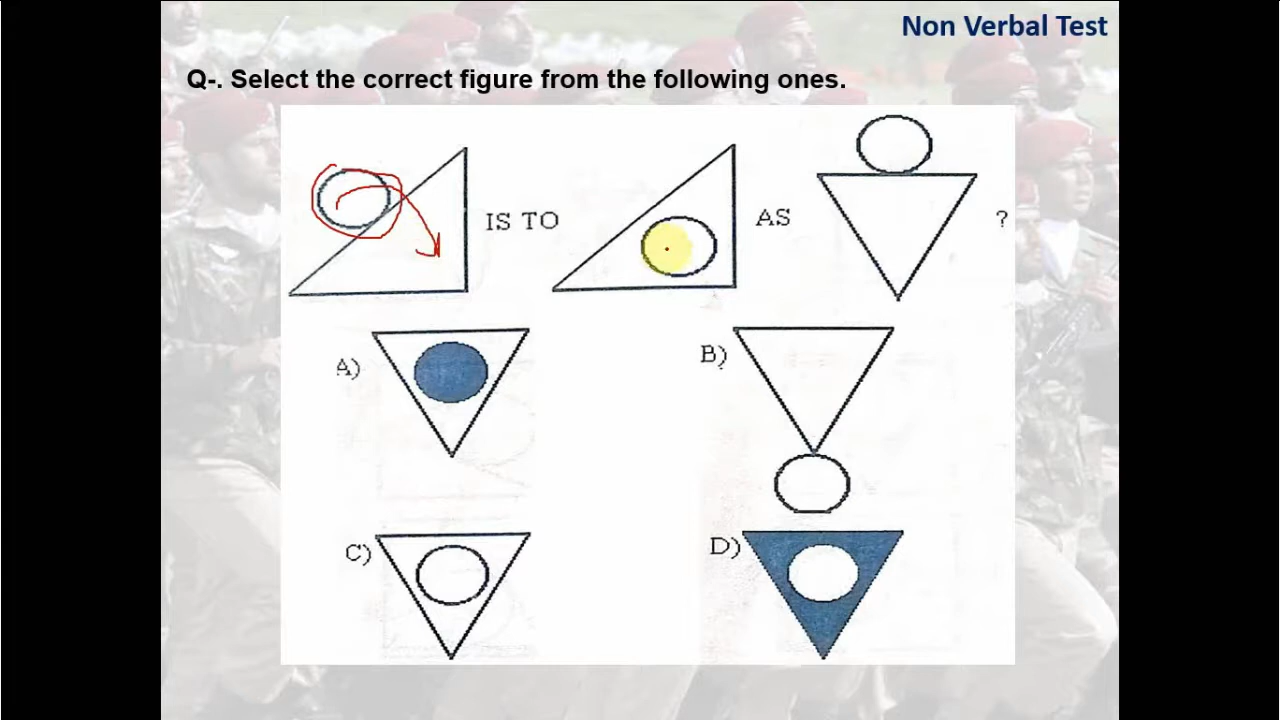 Non Verbal Test
Q-. Select the correct figure from the following ones.
IS TO
AS
?
A)
B)
C)
D)